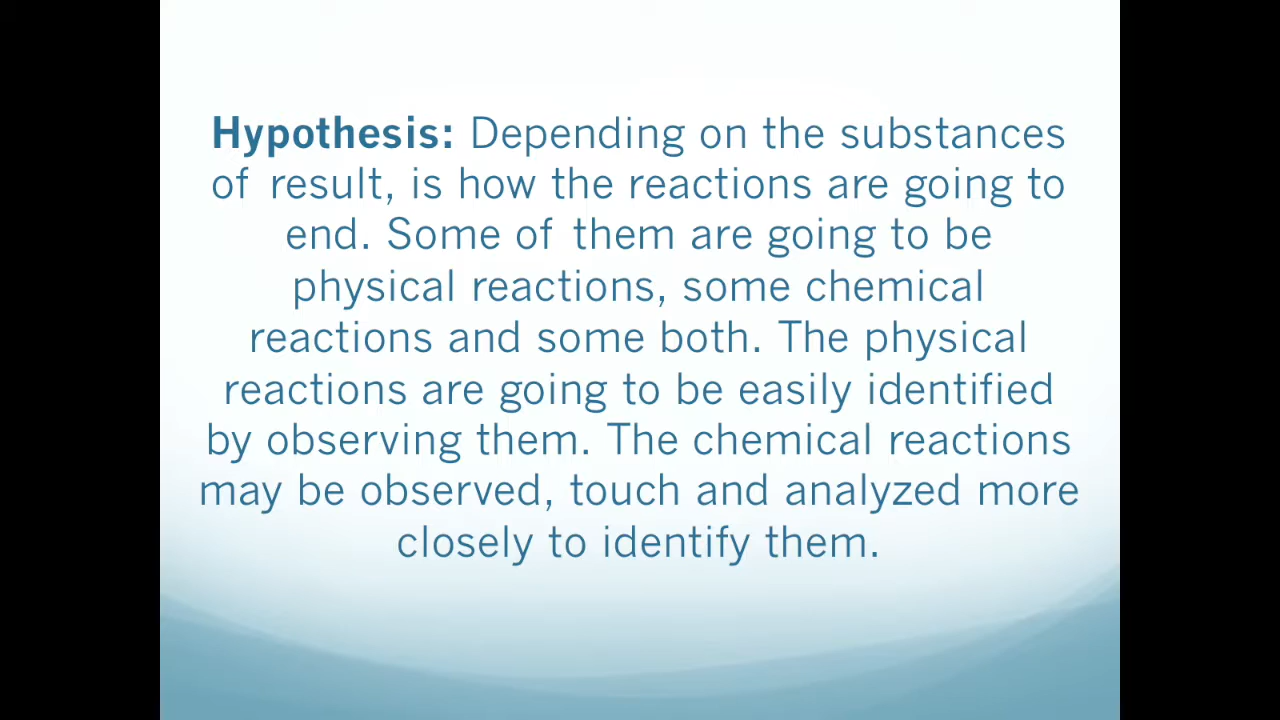 Hypothesis: Depending on the substances
of result, is how the reactions are going to
end. Some of them are going to be
physical reactions, some chemical
reactions and some both. The physical
reactions are going to be easily identified
by observing them. The chemical reactions
may be observed, touch and analyzed more
closely to identify them.